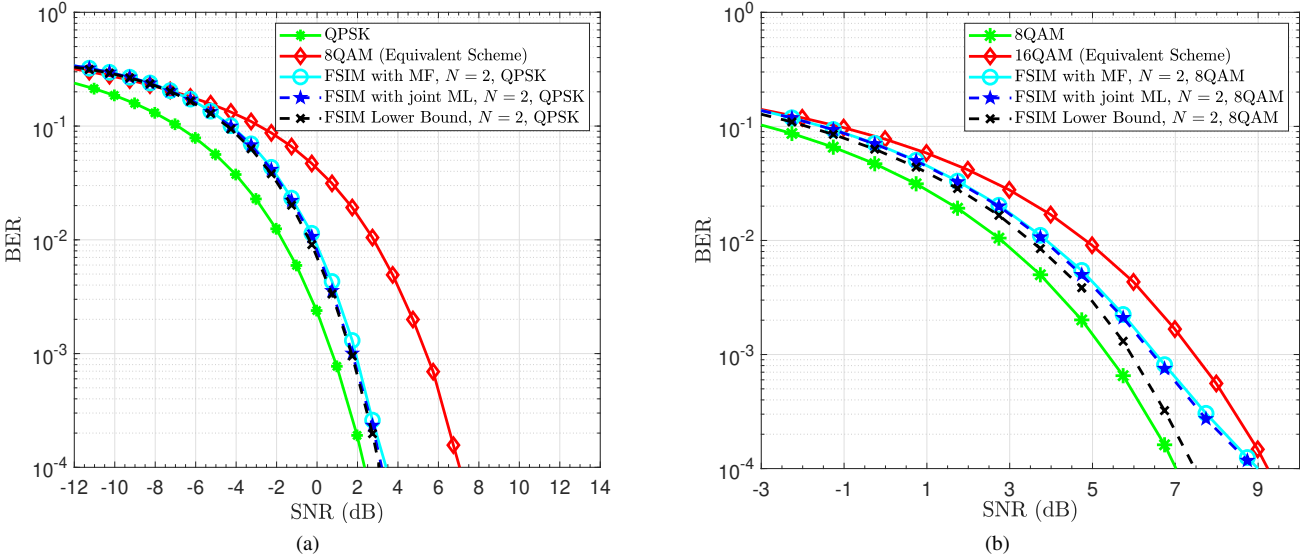 10^0
10^-1
10^-2
10^-3
10^-4
BER
QPSK
8QAM (Equivalent Scheme)
FSIM with MF, N = 2, QPSK
FSIM with joint ML, N = 2, QPSK
FSIM Lower Bound, N = 2, QPSK
-12 -10 -8 -6 -4 -2 0 2 4 6 8 10 12 14
SNR (dB)
(a)
10^0
10^-1
10^-2
10^-3
10^-4
BER
8QAM
16QAM (Equivalent Scheme)
FSIM with MF, N = 2, 8QAM
FSIM with joint ML, N = 2, 8QAM
FSIM Lower Bound, N = 2, 8QAM
-3 -1 1 3 5 7 9
SNR (dB)
(b)